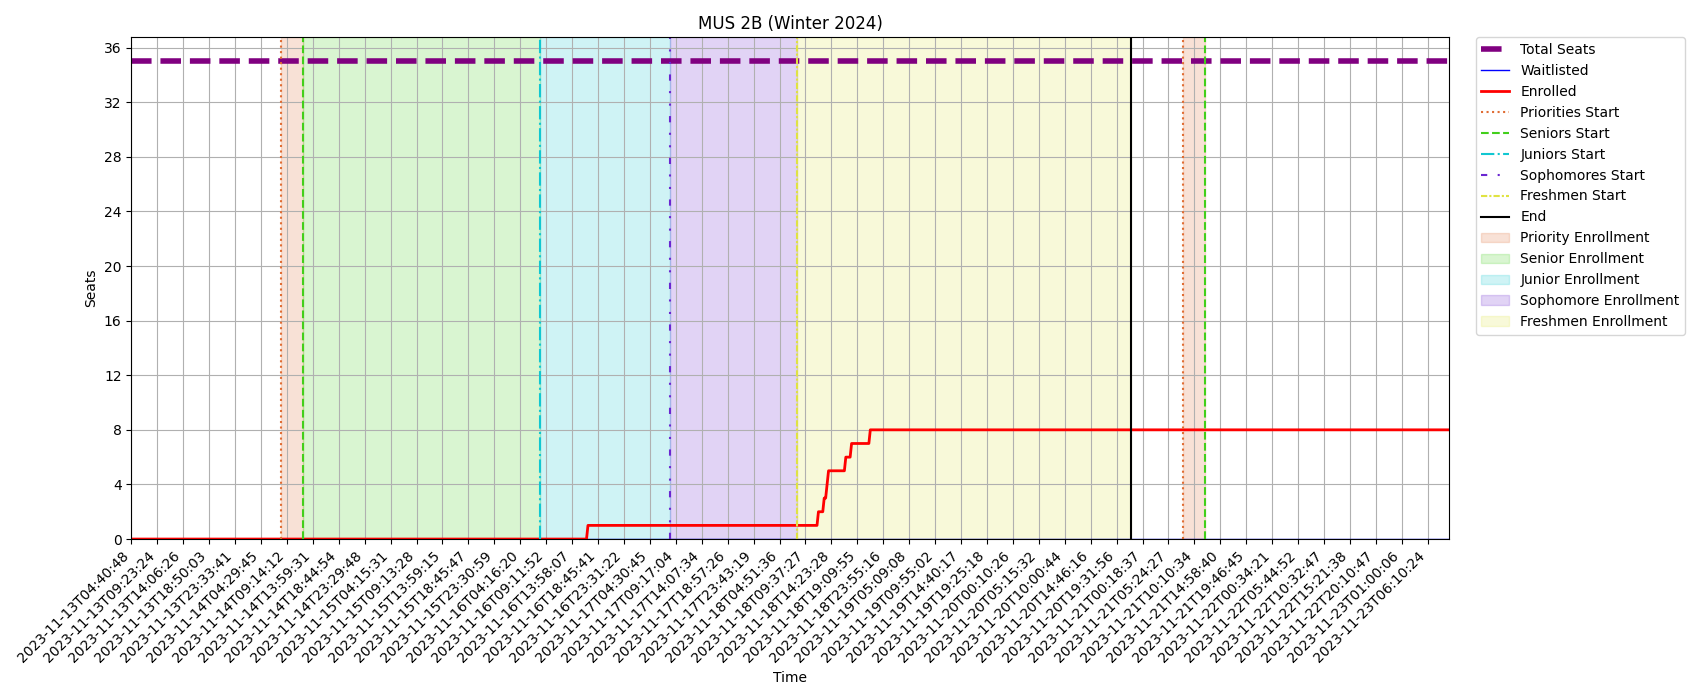 MUS 2B (Winter 2024)
Seats
36
32
28
24
20
16
12
8
4
0
2023-11-13T04:40:48
2023-11-13T09:23:24
2023-11-13T14:06:26
2023-11-13T18:50:03
2023-11-13T23:33:41
2023-11-14T04:29:45
2023-11-14T09:14:12
2023-11-14T13:59:31
2023-11-14T18:44:54
2023-11-14T23:29:48
2023-11-15T04:15:31
2023-11-15T09:13:28
2023-11-15T13:59:15
2023-11-15T18:45:47
2023-11-15T23:30:59
2023-11-16T04:16:20
2023-11-16T09:11:52
2023-11-16T13:58:07
2023-11-16T18:45:41
2023-11-16T23:31:22
2023-11-17T04:30:45
2023-11-17T09:17:04
2023-11-17T14:07:34
2023-11-17T18:57:26
2023-11-17T23:43:19
2023-11-18T04:51:36
2023-11-18T09:37:27
2023-11-18T14:23:28
2023-11-18T19:09:55
2023-11-18T23:55:16
2023-11-19T05:09:08
2023-11-19T09:55:02
2023-11-19T14:40:17
2023-11-19T19:25:18
2023-11-20T00:10:26
2023-11-20T05:15:32
2023-11-20T10:00:44
2023-11-20T14:46:16
2023-11-20T19:31:56
2023-11-21T00:18:37
2023-11-21T05:24:27
2023-11-21T10:10:34
2023-11-21T14:58:40
2023-11-21T19:46:45
2023-11-22T00:34:21
2023-11-22T05:44:52
2023-11-22T10:32:47
2023-11-22T15:21:38
2023-11-22T20:10:47
2023-11-23T01:00:06
2023-11-23T06:10:24
Time
Total Seats
Waitlisted
Enrolled
Priorities Start
Seniors Start
Juniors Start
Sophomores Start
Freshmen Start
End
Priority Enrollment
Senior Enrollment
Junior Enrollment
Sophomore Enrollment
Freshmen Enrollment